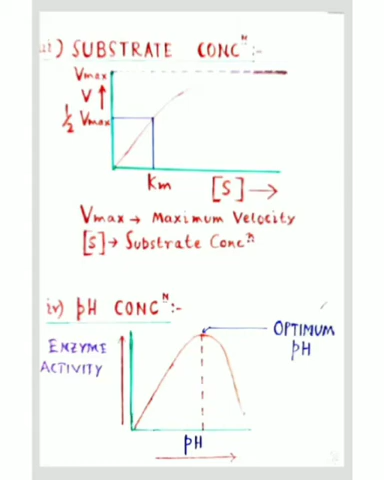 iii) SUBSTRATE CONCᴺ:-
Vmax
V ↑
½ Vmax
Km [S] →
Vmax → Maximum Velocity
[S] → Substrate Concⁿ
iv) pH CONCᴺ:-
OPTIMUM
pH
ENZYME
ACTIVITY
pH